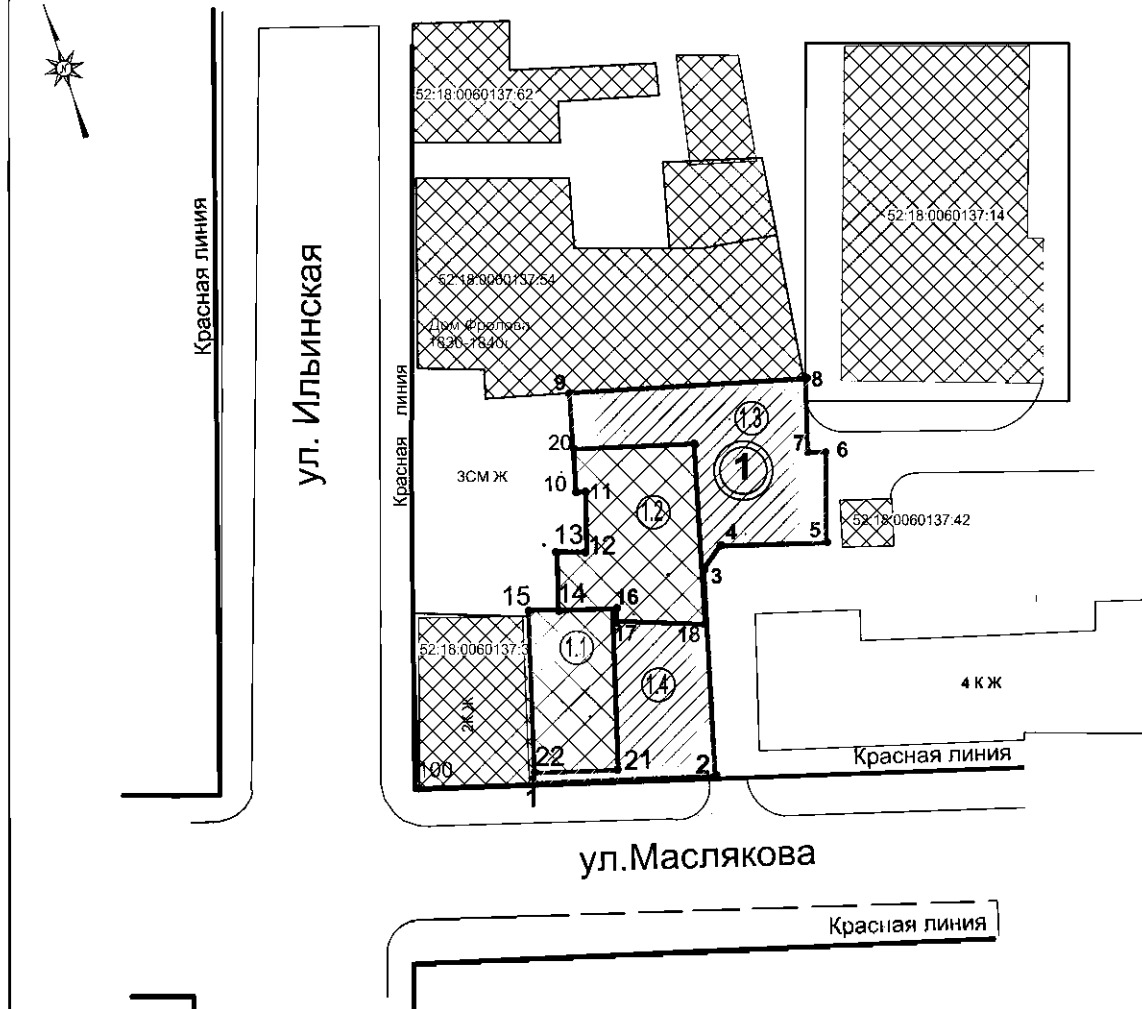 N
52:18:0060137:62
Красная линия
52:18:0060137:14
ул. Ильинская
52:18:0060137:54
Дом Фролова
1830-1840г
Красная линия
8
9
1.3
20
7
6
1
3СМ Ж
10
11
1.2
52:18:0060137:42
13
12
4
5
3
15
14
16
17
18
52:18:0060137:3
1.1
1.4
4 К Ж
2К Ж
Красная линия
100
22
21
2
1
ул.Маслякова
Красная линия